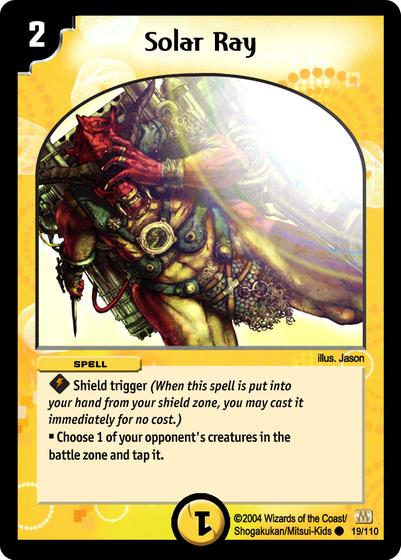 2
Solar Ray
illus. Jason
SPELL
Shield trigger (When this spell is put into
your hand from your shield zone, you may cast it
immediately for no cost.)
▪ Choose 1 of your opponent's creatures in the
battle zone and tap it.
1
©2004 Wizards of the Coast/
Shogakukan/Mitsui-Kids ● 19/110